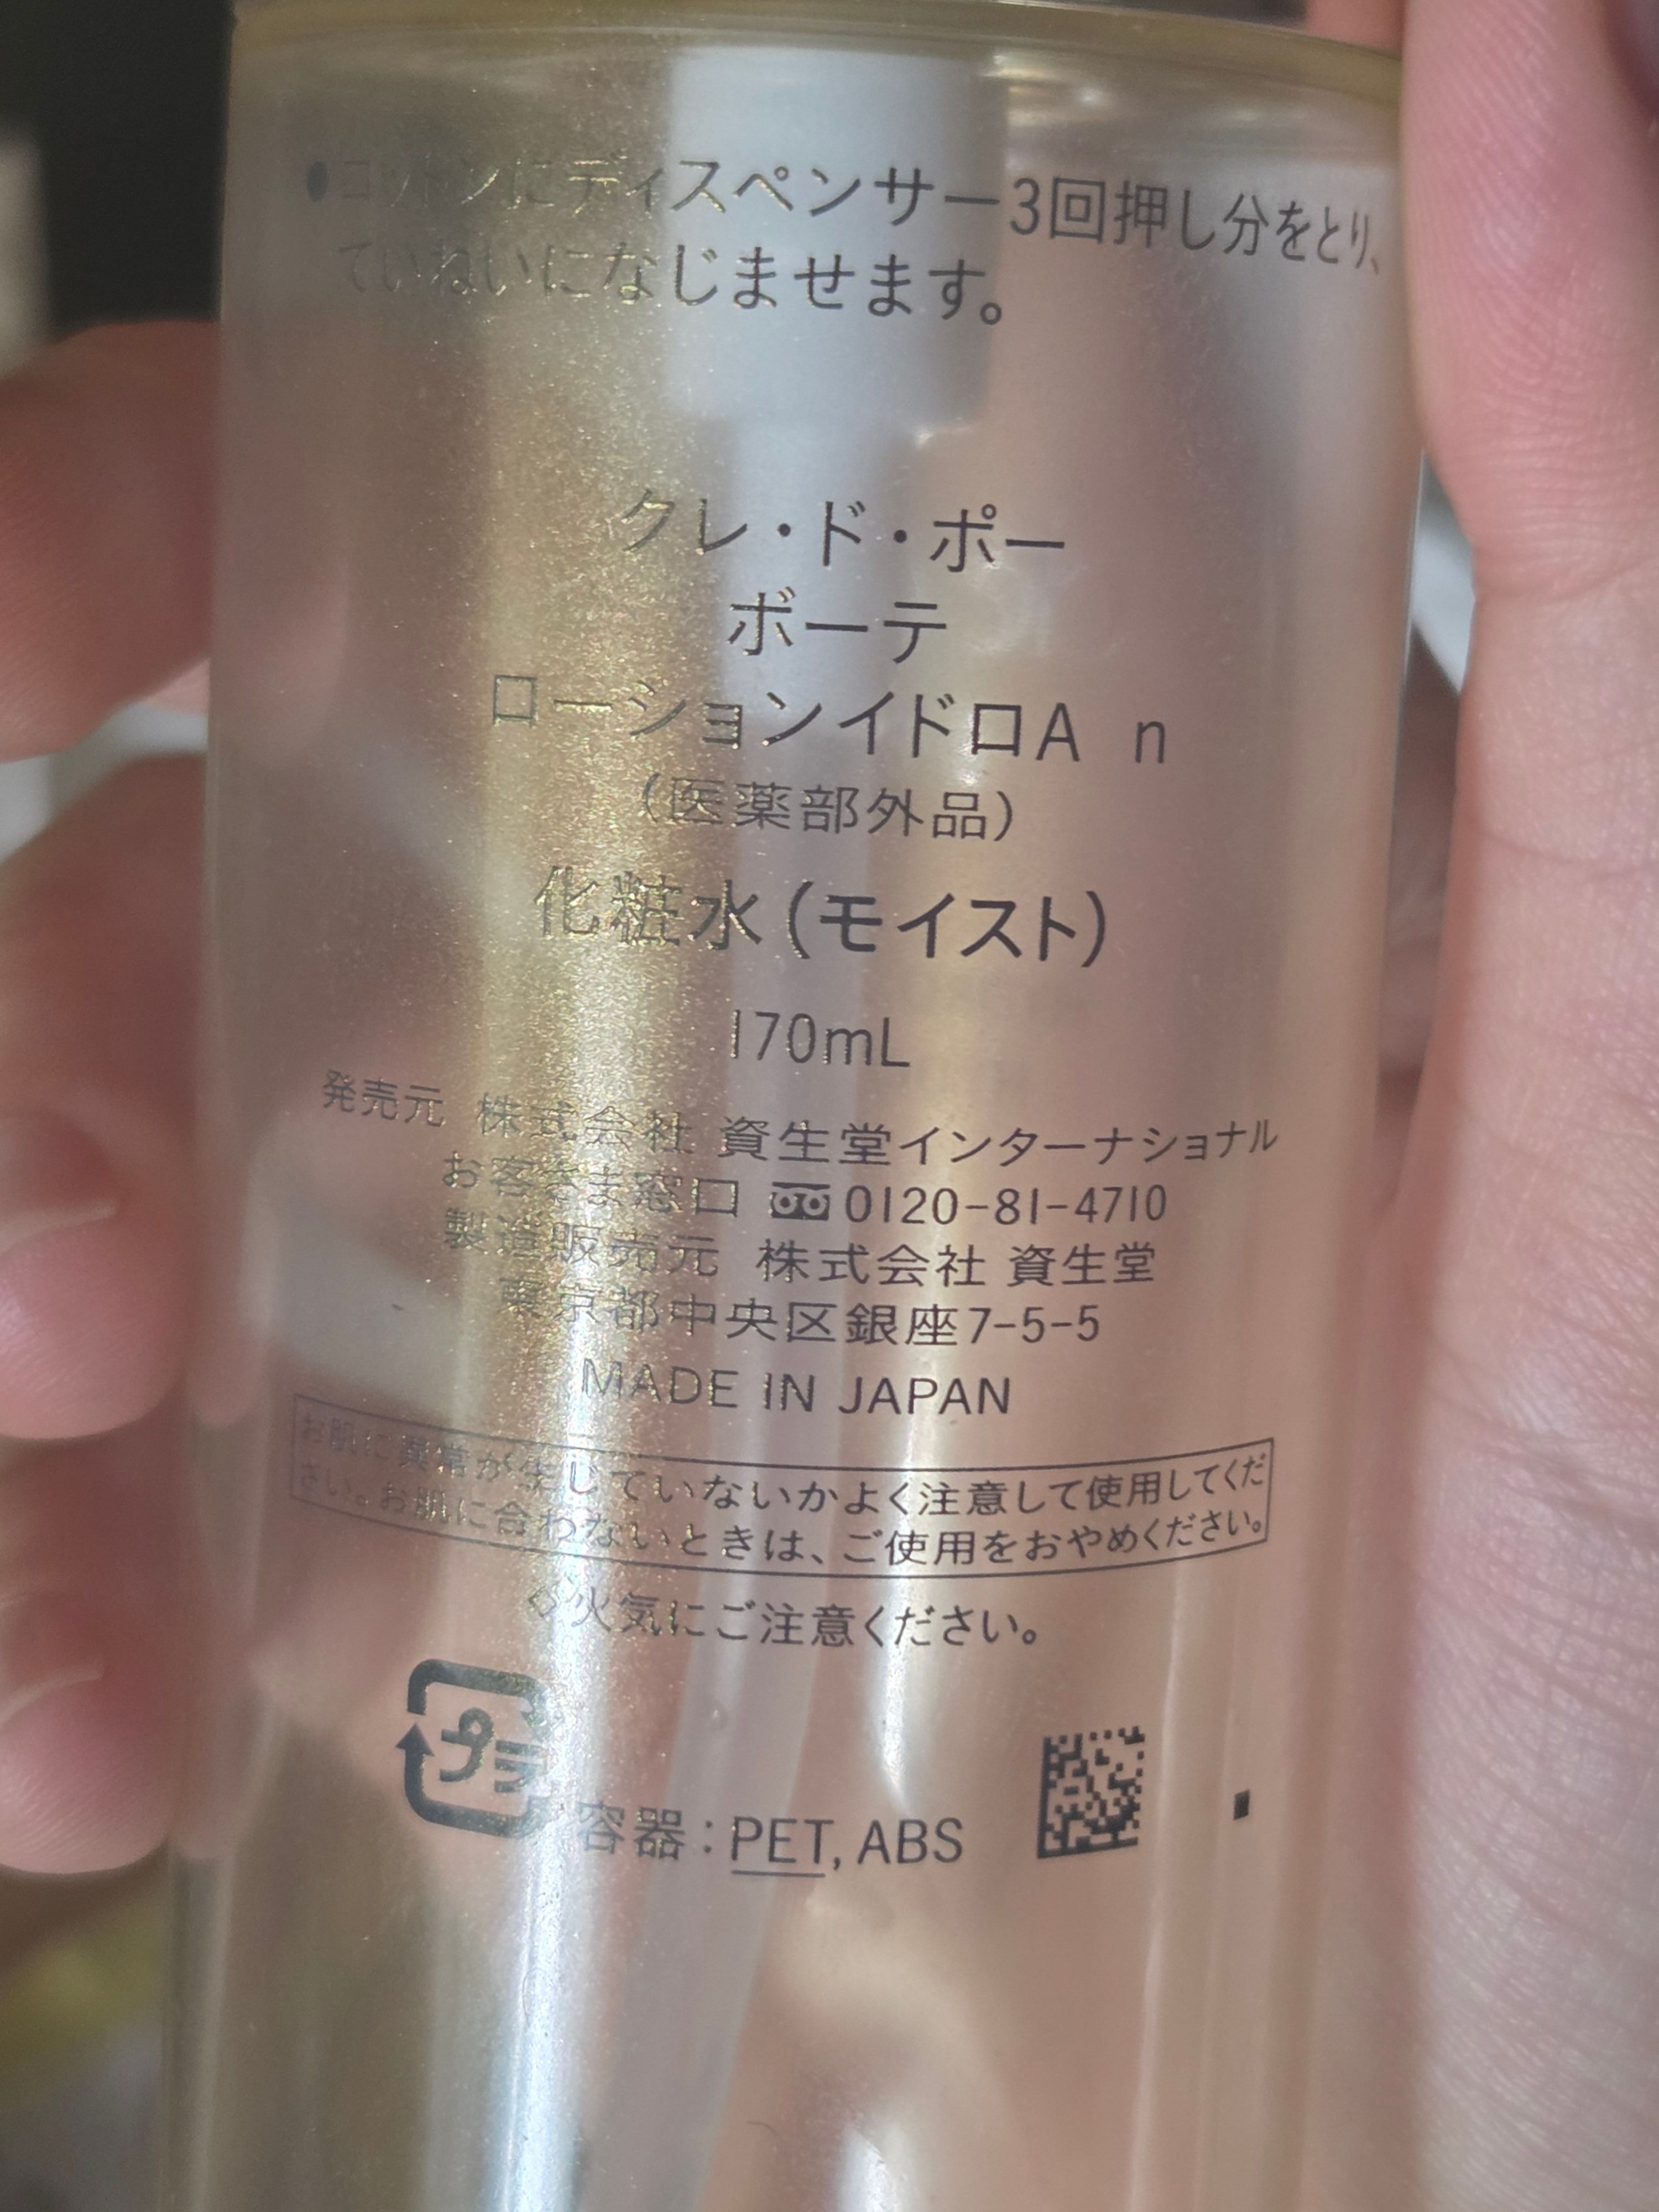 ●コットンにディスペンサー3回押し分をとり、
ていねいになじませます。
クレ・ド・ポー
ボーテ
ローションイドロA n
(医薬部外品)
化粧水(モイスト)
170mL
発売元 株式会社 資生堂インターナショナル
お客さま窓口 0120-81-4710
製造販売元 株式会社 資生堂
東京都中央区銀座7-5-5
MADE IN JAPAN
お肌に異常が生じていないかよく注意して使用してくだ
さい。お肌に合わないときは、ご使用をおやめください。
◇火気にご注意ください。
プラ
容器:PET, ABS